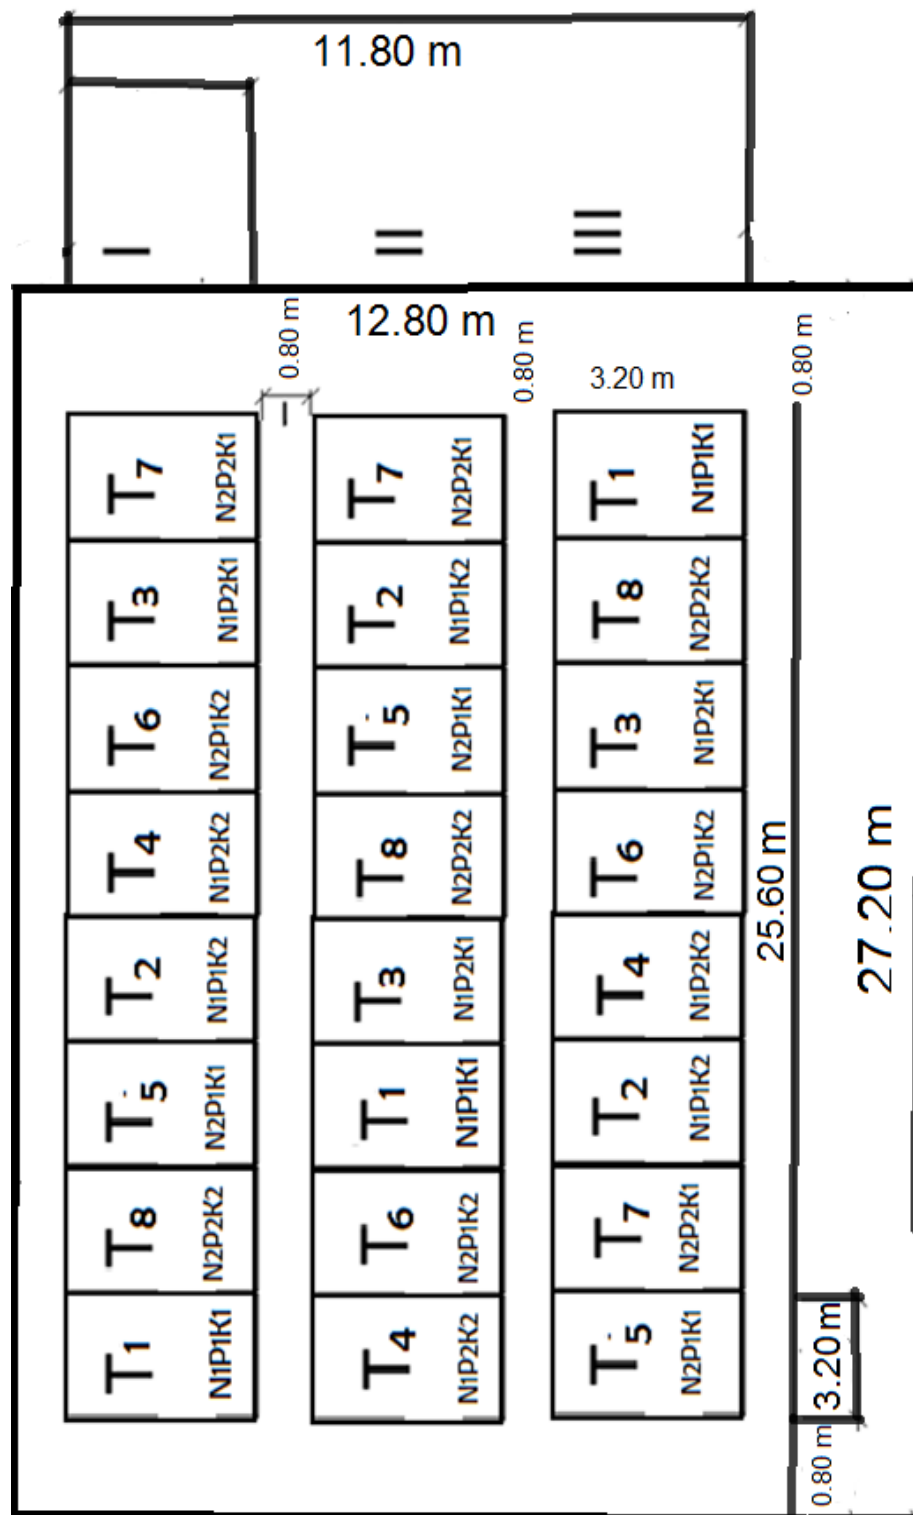 11.80 m
I
II
III
12.80 m
0.80 m
0.80 m
3.20 m
0.80 m
I
T7 N2P2K1
T7 N2P2K1
T1 N1P1K1
T3 N1P2K1
T2 N1P1K2
T8 N2P2K2
T6 N2P1K2
T5 N2P1K1
T3 N1P2K1
T4 N1P2K2
T8 N2P2K2
T6 N2P1K2
25.60 m
27.20 m
T2 N1P1K2
T3 N1P2K1
T4 N1P2K2
T5 N2P1K1
T1 N1P1K1
T2 N1P1K2
T8 N2P2K2
T6 N2P1K2
T7 N2P2K1
T1 N1P1K1
T4 N1P2K2
T5 N2P1K1
3.20m
0.80 m